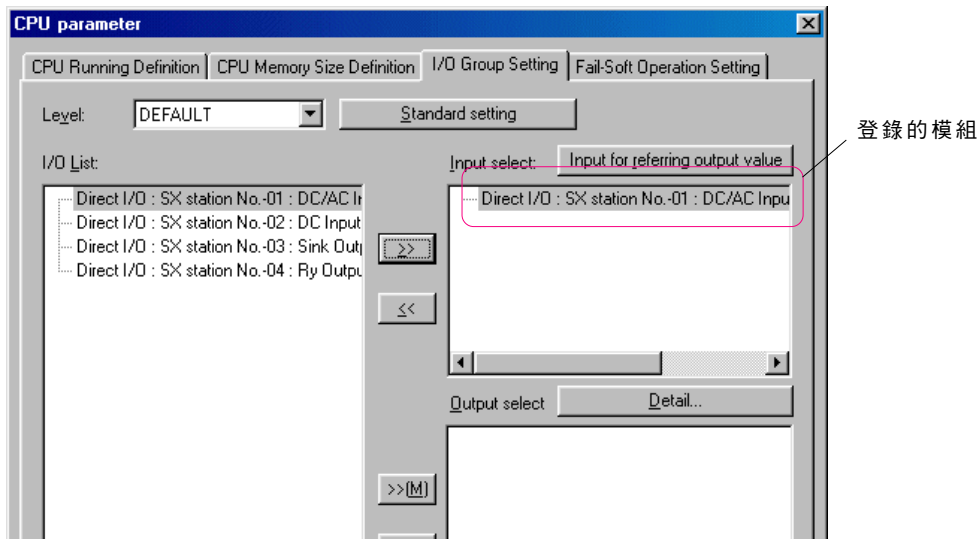 CPU parameter
CPU Running Definition CPU Memory Size Definition I/O Group Setting Fail-Soft Operation Setting
Level: DEFAULT Standard setting
登錄的模組
I/O List: Input select: Input for referring output value
Direct I/O : SX station No.-01 : DC/AC Direct I/O : SX station No.-01 : DC/AC Inpu
Direct I/O : SX station No.-02 : DC Input
Direct I/O : SX station No.-03 : Sink Outp
>>
Direct I/O : SX station No.-04 : Ry Outpu
<<
Output select Detail...
>>(M)